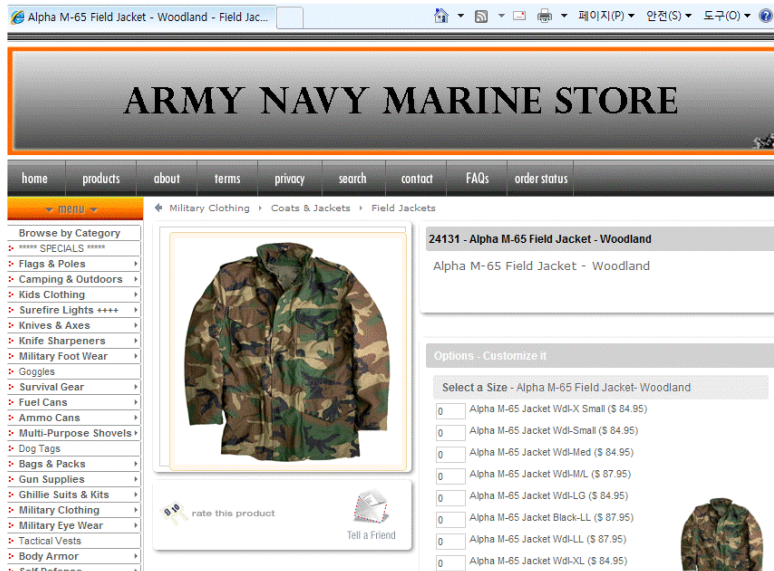 Alpha M-65 Field Jacket - Woodland - Field Jac...
페이지(P) 안전(S) 도구(O)
ARMY NAVY MARINE STORE
home products about terms privacy search contact FAQs order status
menu
Military Clothing Coats & Jackets Field Jackets
Browse by Category
***** SPECIALS *****
Flags & Poles
Camping & Outdoors
Kids Clothing
Surefire Lights ++++
Knives & Axes
Knife Sharpeners
Military Foot Wear
Goggles
Survival Gear
Fuel Cans
Ammo Cans
Multi-Purpose Shovels
Dog Tags
Bags & Packs
Gun Supplies
Ghillie Suits & Kits
Military Clothing
Military Eye Wear
Tactical Vests
Body Armor
Self Defense
rate this product
Tell a Friend
24131 - Alpha M-65 Field Jacket - Woodland
Alpha M-65 Field Jacket - Woodland
Options - Customize it
Select a Size - Alpha M-65 Field Jacket- Woodland
0 Alpha M-65 Jacket Wdl-X Small ($ 84.95)
0 Alpha M-65 Jacket Wdl-Small ($ 84.95)
0 Alpha M-65 Jacket Wdl-Med ($ 84.95)
0 Alpha M-65 Jacket Wdl-M/L ($ 87.95)
0 Alpha M-65 Jacket Wdl-LG ($ 84.95)
0 Alpha M-65 Jacket Black-LL ($ 87.95)
0 Alpha M-65 Jacket Wdl-LL ($ 87.95)
0 Alpha M-65 Jacket Wdl-XL ($ 84.95)